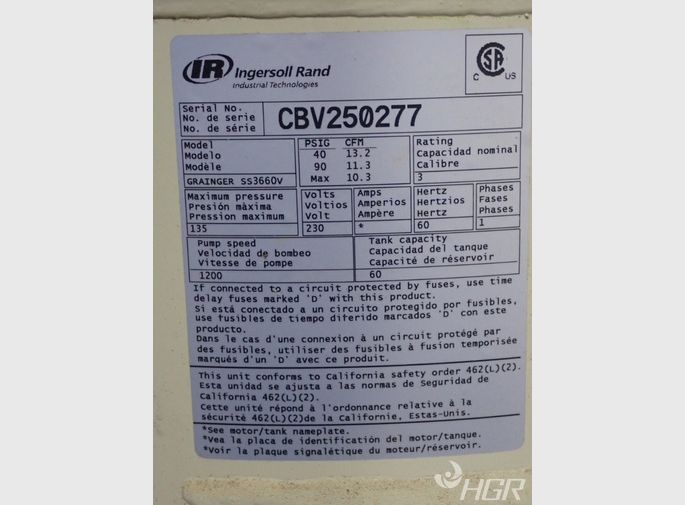 IR Ingersoll Rand
Industrial Technologies
CSA
C US
Serial No.
No. de serie
No. de série
CBV250277
Model
Modelo
Modèle
GRAINGER SS3660V
PSIG CFM
40 13.2
90 11.3
Max 10.3
Rating
Capacidad nominal
Calibre
3
Maximum pressure
Presión máxima
Pression maximum
135
Volts
Voltios
Volt
230
Amps
Amperios
Ampère
*
Hertz
Hertzios
Hertz
60
Phases
Fases
Phases
1
Pump speed
Velocidad de bombeo
Vitesse de pompe
1200
Tank capacity
Capacidad del tanque
Capacité de réservoir
60
If connected to a circuit protected by fuses, use time
delay fuses marked 'D' with this product.
Si está conectado a un circuito protegido por fusibles,
use fusibles de tiempo diferido marcados 'D' con este
producto.
Dans le cas d'une connexion à un circuit protégé par
des fusibles, utiliser des fusibles à fusion temporisée
marqués d'un 'D' avec ce produit.
This unit conforms to California safety order 462(L)(2).
Esta unidad se ajusta a las normas de Seguridad de
California 462(L)(2).
Cette unité répond à l'ordonnance relative à la
sécurité 462(L)(2)de la Californie, Estas-Unis.
*See motor/tank nameplate.
*Vea la placa de identificación del motor/tanque.
*Voir la plaque signalétique du moteur/réservoir.
HGR